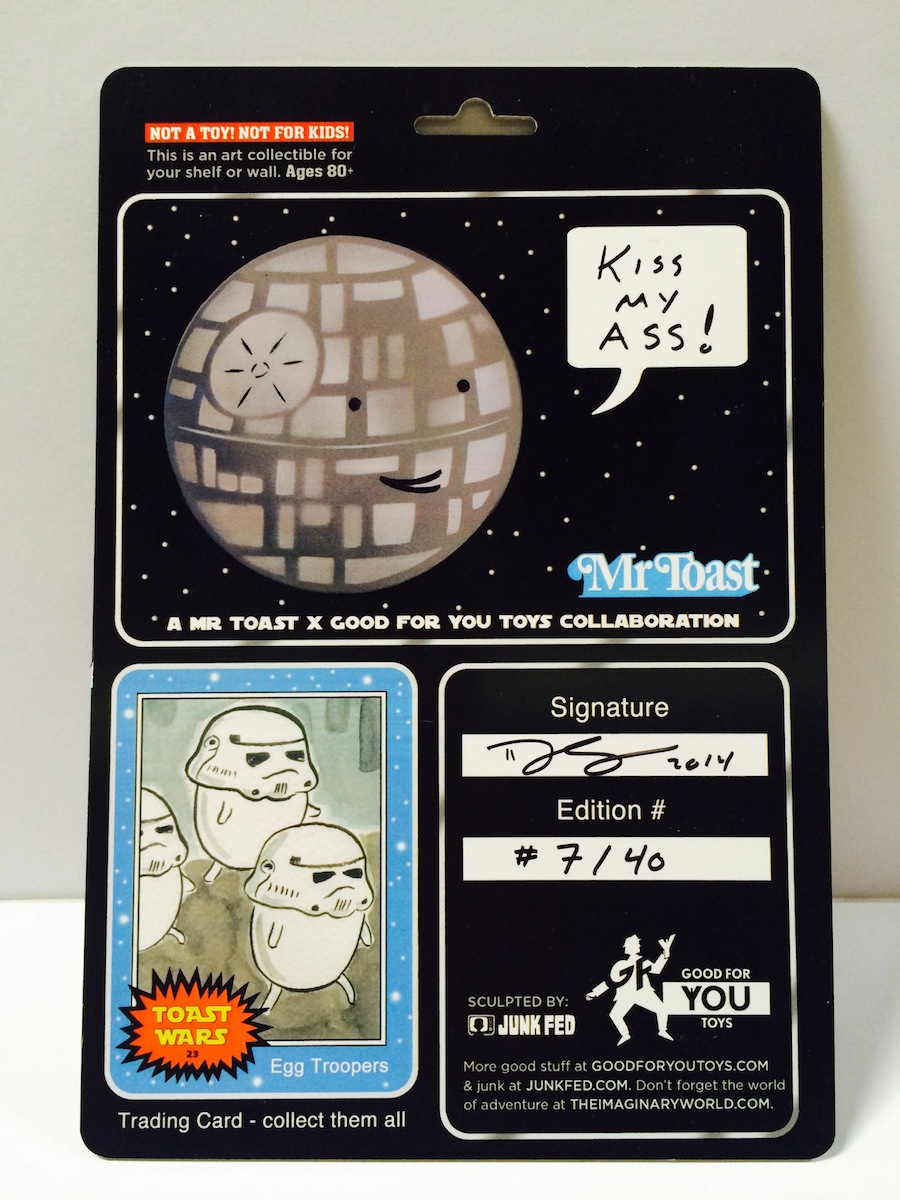 NOT A TOY! NOT FOR KIDS!
This is an art collectible for
your shelf or wall. Ages 80+
KISS
MY
ASS!
Mr Toast
A MR TOAST X GOOD FOR YOU TOYS COLLABORATION
TOAST
WARS
23
Egg Troopers
Trading Card - collect them all
Signature
2014
Edition #
# 7/40
SCULPTED BY:
JUNK FED
GF
GOOD FOR
YOU
TOYS
More good stuff at GOODFORYOUTOYS.COM
& junk at JUNKFED.COM. Don't forget the world
of adventure at THEIMAGINARYWORLD.COM.